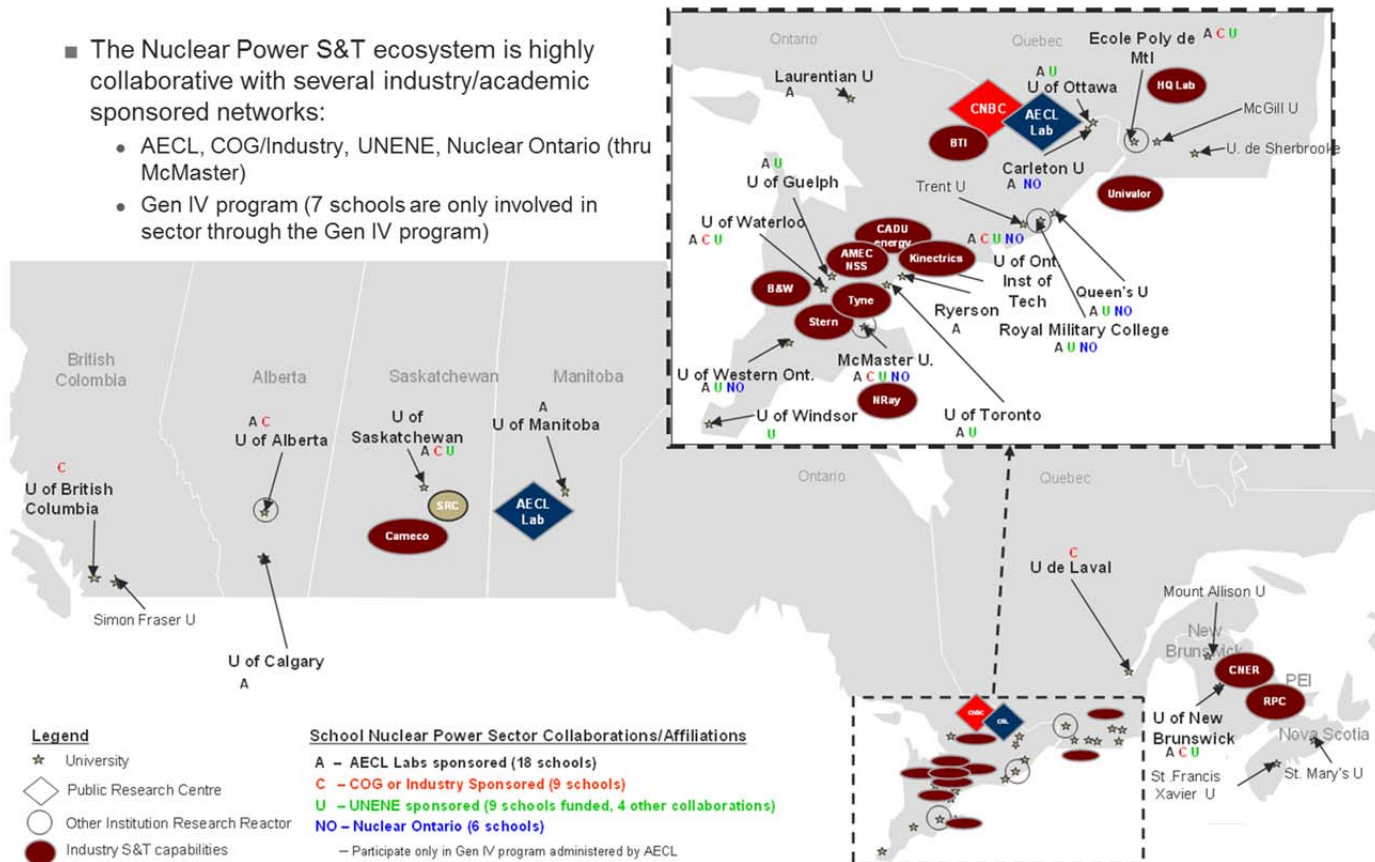 ■ The Nuclear Power S&T ecosystem is highly
collaborative with several industry/academic
sponsored networks:
• AECL, COG/Industry, UNENE, Nuclear Ontario (thru
McMaster)
• Gen IV program (7 schools are only involved in
sector through the Gen IV program)
Ontario
Quebec
Laurentian U
A
Ecole Poly de
Mtl
A C U
HQ Lab
A U
U of Ottawa
CNBC
AECL
Lab
BTI
McGill U
U. de Sherbrooke
Carleton U
A NO
Univalor
Trent U
A U
U of Guelph
U of Waterloo
A C U
CADU
energy
AMEC
NSS
Kinectrics
A C U NO
U of Ont.
Inst of
Tech
B&W
Tyne
Stern
Ryerson
A
Queen's U
A U NO
Royal Military College
A U NO
U of Western Ont.
A U NO
McMaster U.
A C U NO
NRay
U of Windsor
U
U of Toronto
A U
British
Colombia
Alberta
Saskatchewan
Manitoba
Ontario
Quebec
C
U of British
Columbia
Simon Fraser U
A C
U of Alberta
U of Calgary
A
U of
Saskatchewan
A C U
SRC
Cameco
A
U of Manitoba
AECL
Lab
C
U de Laval
Mount Allison U
New
Brunswick
CNER
PEI
RPC
U of New
Brunswick
A C U
Nova Scotia
St .Francis
Xavier U
St. Mary's U
CNBC
CRL
Legend
University
Public Research Centre
Other Institution Research Reactor
Industry S&T capabilities
School Nuclear Power Sector Collaborations/Affiliations
A – AECL Labs sponsored (18 schools)
C – COG or Industry Sponsored (9 schools)
U – UNENE sponsored (9 schools funded, 4 other collaborations)
NO – Nuclear Ontario (6 schools)
– Participate only in Gen IV program administered by AECL